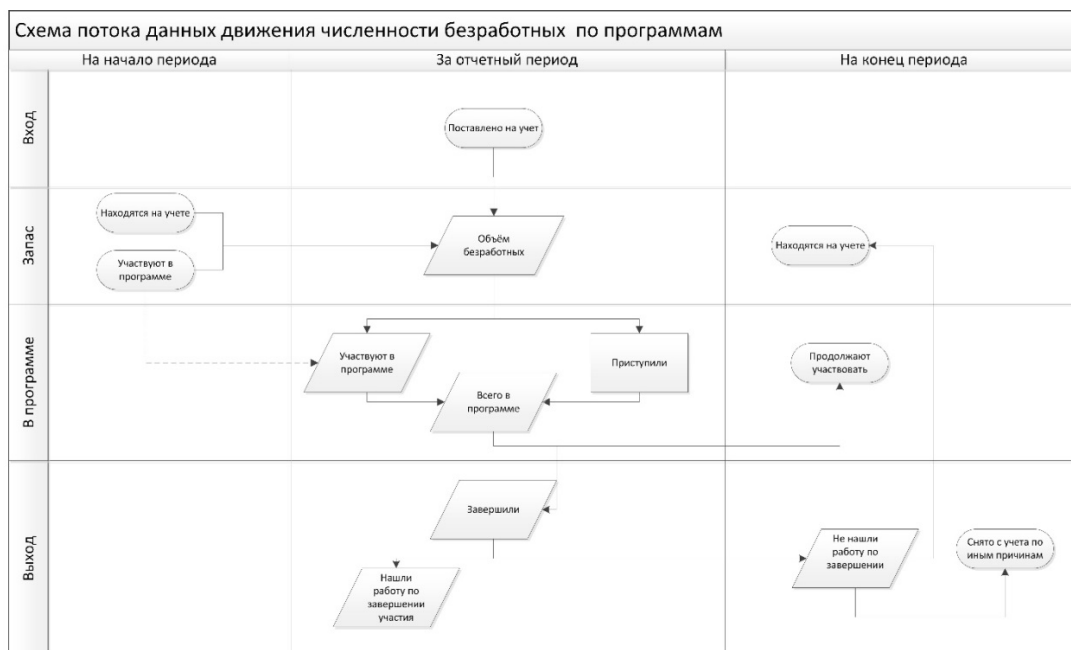 Схема потока данных движения численности безработных по программам
На начало периода
За отчетный период
На конец периода
Вход
Поставлено на учет
Запас
Находятся на учете
Участвуют в
программе
Объём
безработных
Находятся на учете
В программе
Участвуют в
программе
Приступили
Всего в
программе
Продолжают
участвовать
Выход
Завершили
Нашли
работу по
завершении
участия
Не нашли
работу по
завершении
Снято с учета по
иным причинам